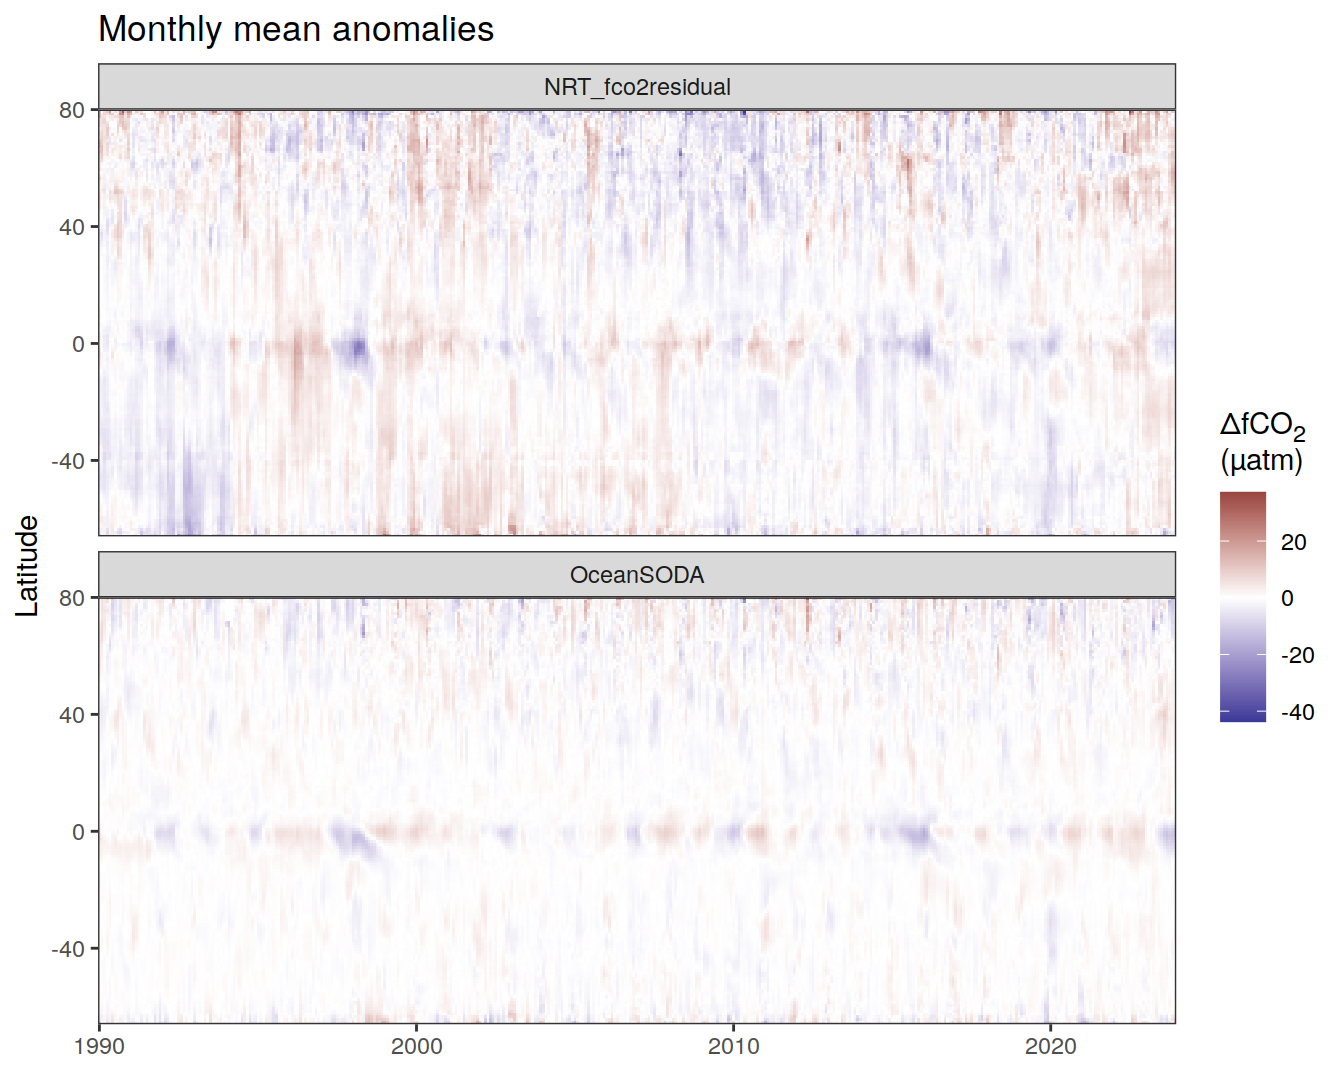 Monthly mean anomalies
NRT_fco2residual
80
40
0
-40
OceanSODA
80
40
0
-40
Latitude
1990
2000
2010
2020
ΔfCO₂
(µatm)
20
0
-20
-40